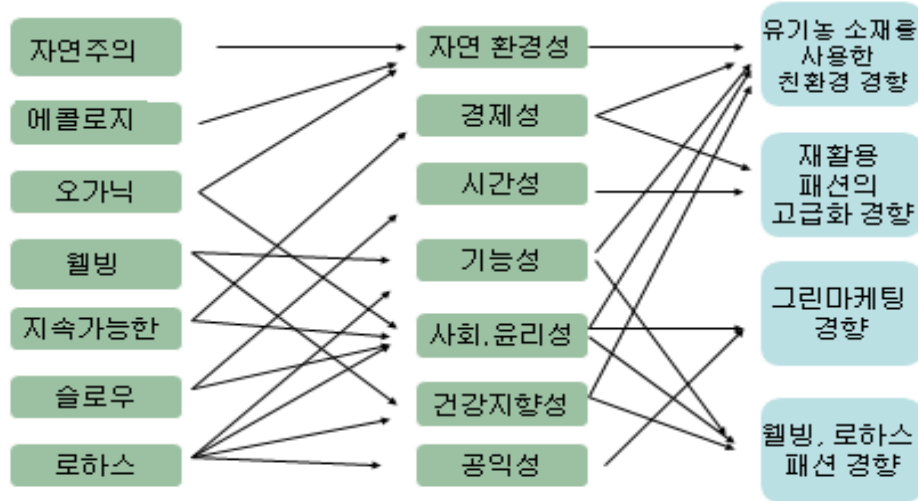 자연주의
에콜로지
오가닉
웰빙
지속가능한
슬로우
로하스
자연 환경성
경제성
시간성
기능성
사회.윤리성
건강지향성
공익성
유기농 소재를
사용한
친환경 경향
재활용
패션의
고급화 경향
그린마케팅
경향
웰빙, 로하스
패션 경향